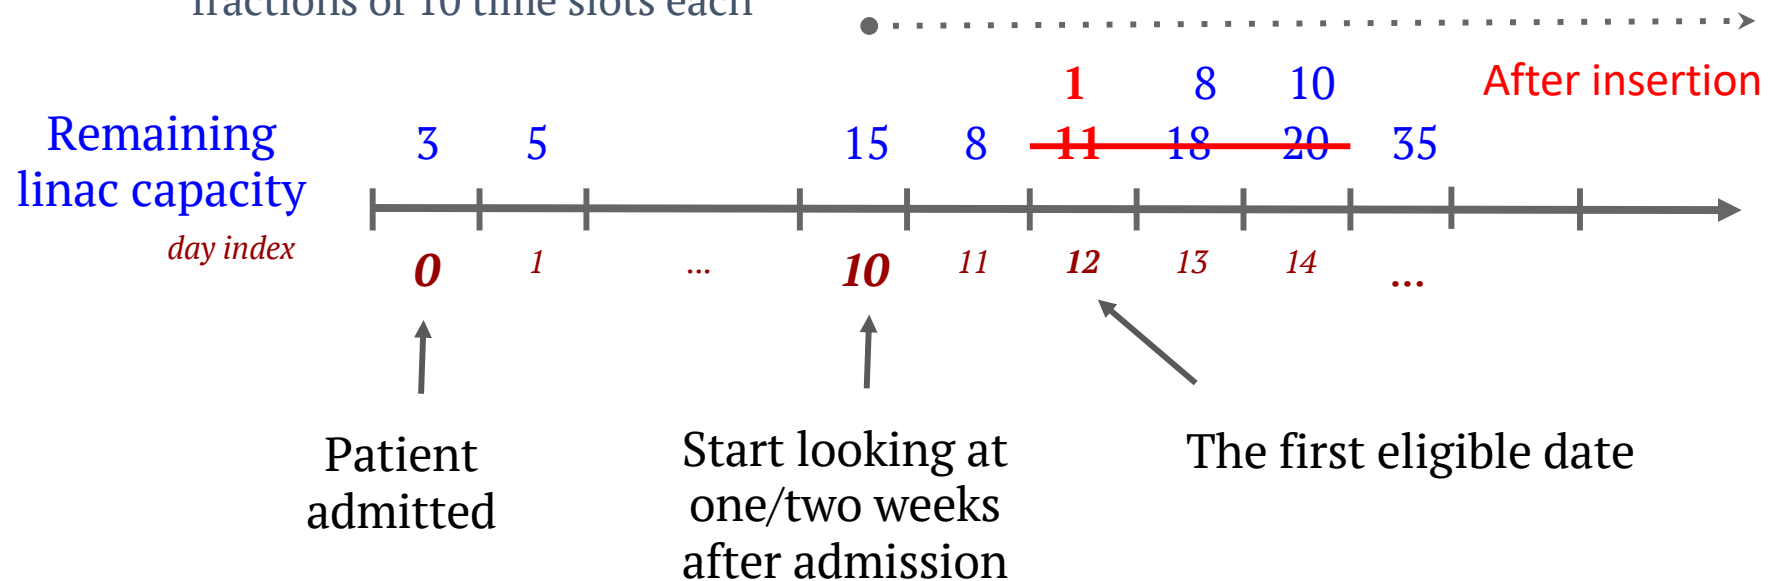 fractions of 10 time slots each
1 8 10 After insertion
Remaining
linac capacity
3 5 15 8 11 18 20 35
day index
0 1 ... 10 11 12 13 14 ...
Patient
admitted
Start looking at
one/two weeks
after admission
The first eligible date